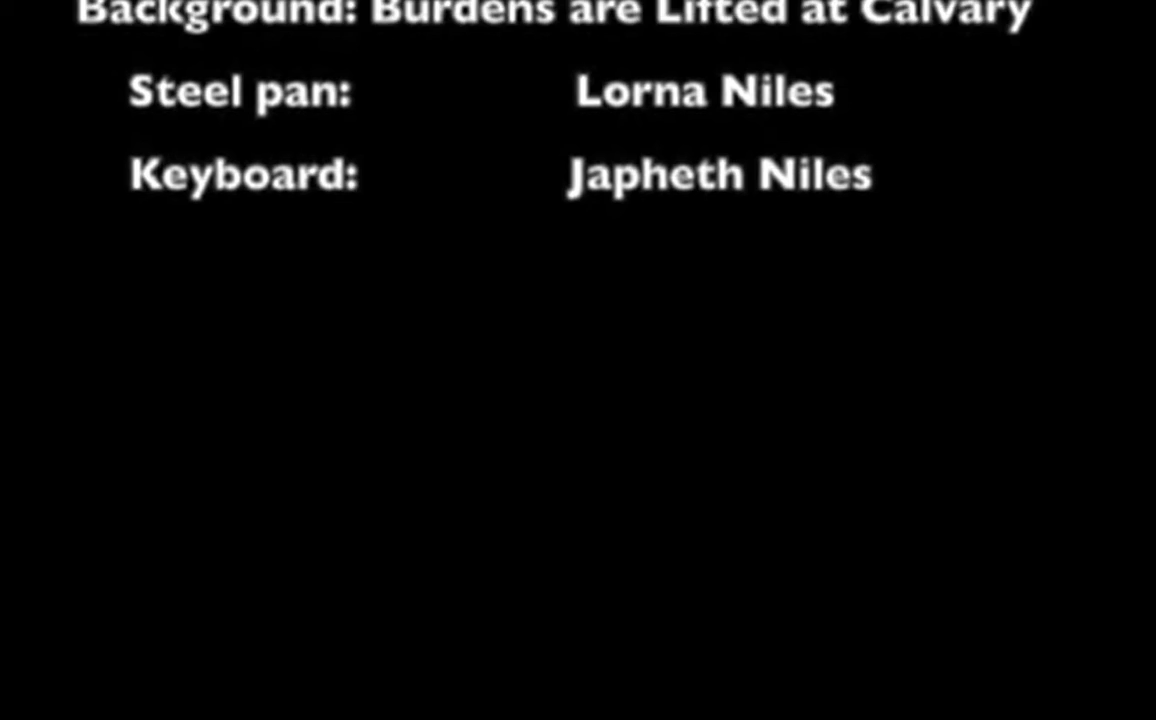 Background: Burdens are Lifted at Calvary
Steel pan: Lorna Niles
Keyboard: Japheth Niles